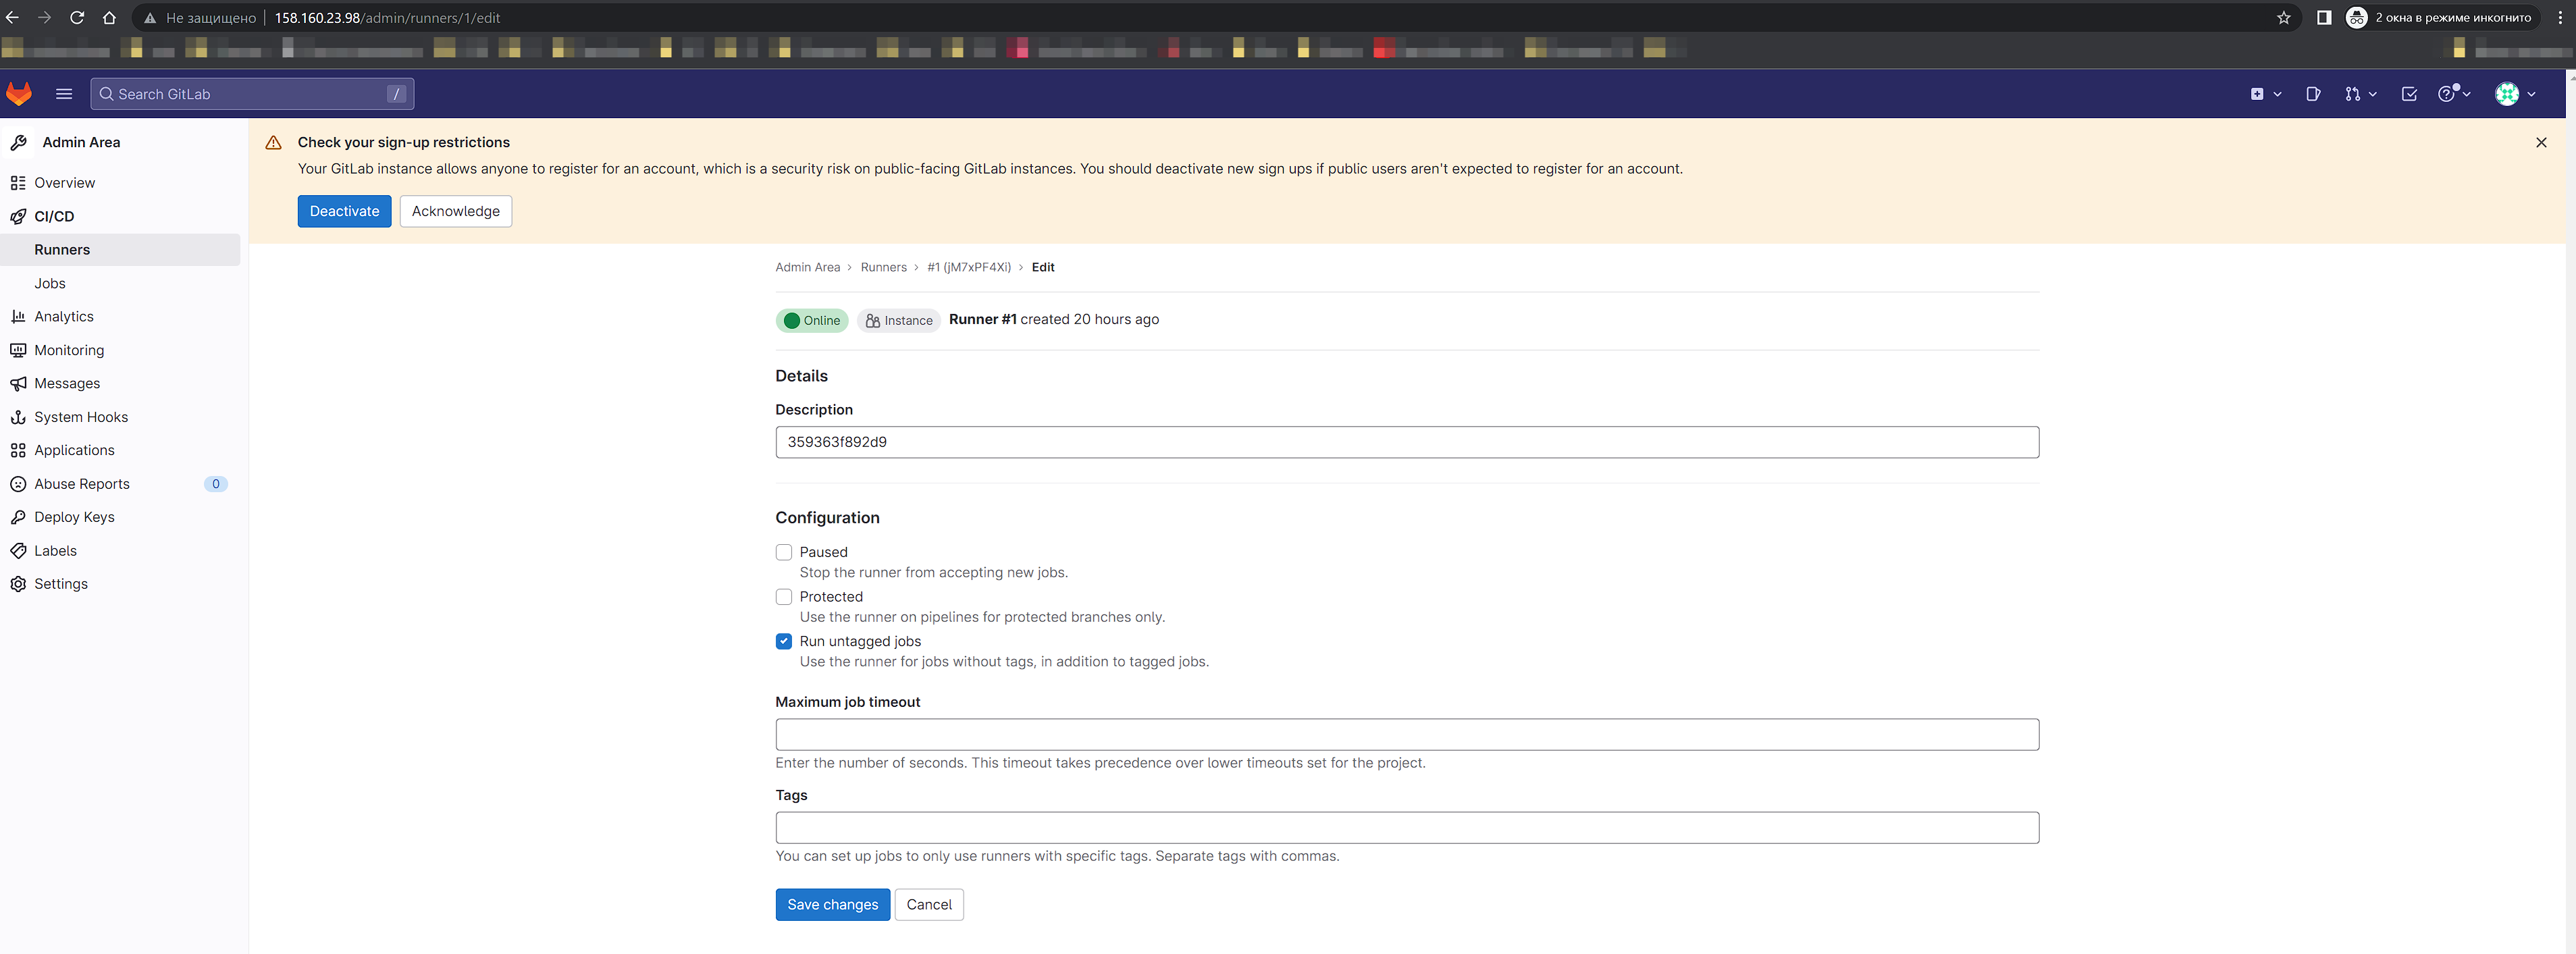 Не защищено 158.160.23.98/admin/runners/1/edit
2 окна в режиме инкогнито
Search GitLab /
Admin Area
Overview
CI/CD
Runners
Jobs
Analytics
Monitoring
Messages
System Hooks
Applications
Abuse Reports 0
Deploy Keys
Labels
Settings
Check your sign-up restrictions
Your GitLab instance allows anyone to register for an account, which is a security risk on public-facing GitLab instances. You should deactivate new sign ups if public users aren't expected to register for an account.
Deactivate Acknowledge
Admin Area > Runners > #1 (jM7xPF4Xi) > Edit
Online Instance Runner #1 created 20 hours ago
Details
Description
359363f892d9
Configuration
Paused
Stop the runner from accepting new jobs.
Protected
Use the runner on pipelines for protected branches only.
Run untagged jobs
Use the runner for jobs without tags, in addition to tagged jobs.
Maximum job timeout
Enter the number of seconds. This timeout takes precedence over lower timeouts set for the project.
Tags
You can set up jobs to only use runners with specific tags. Separate tags with commas.
Save changes Cancel